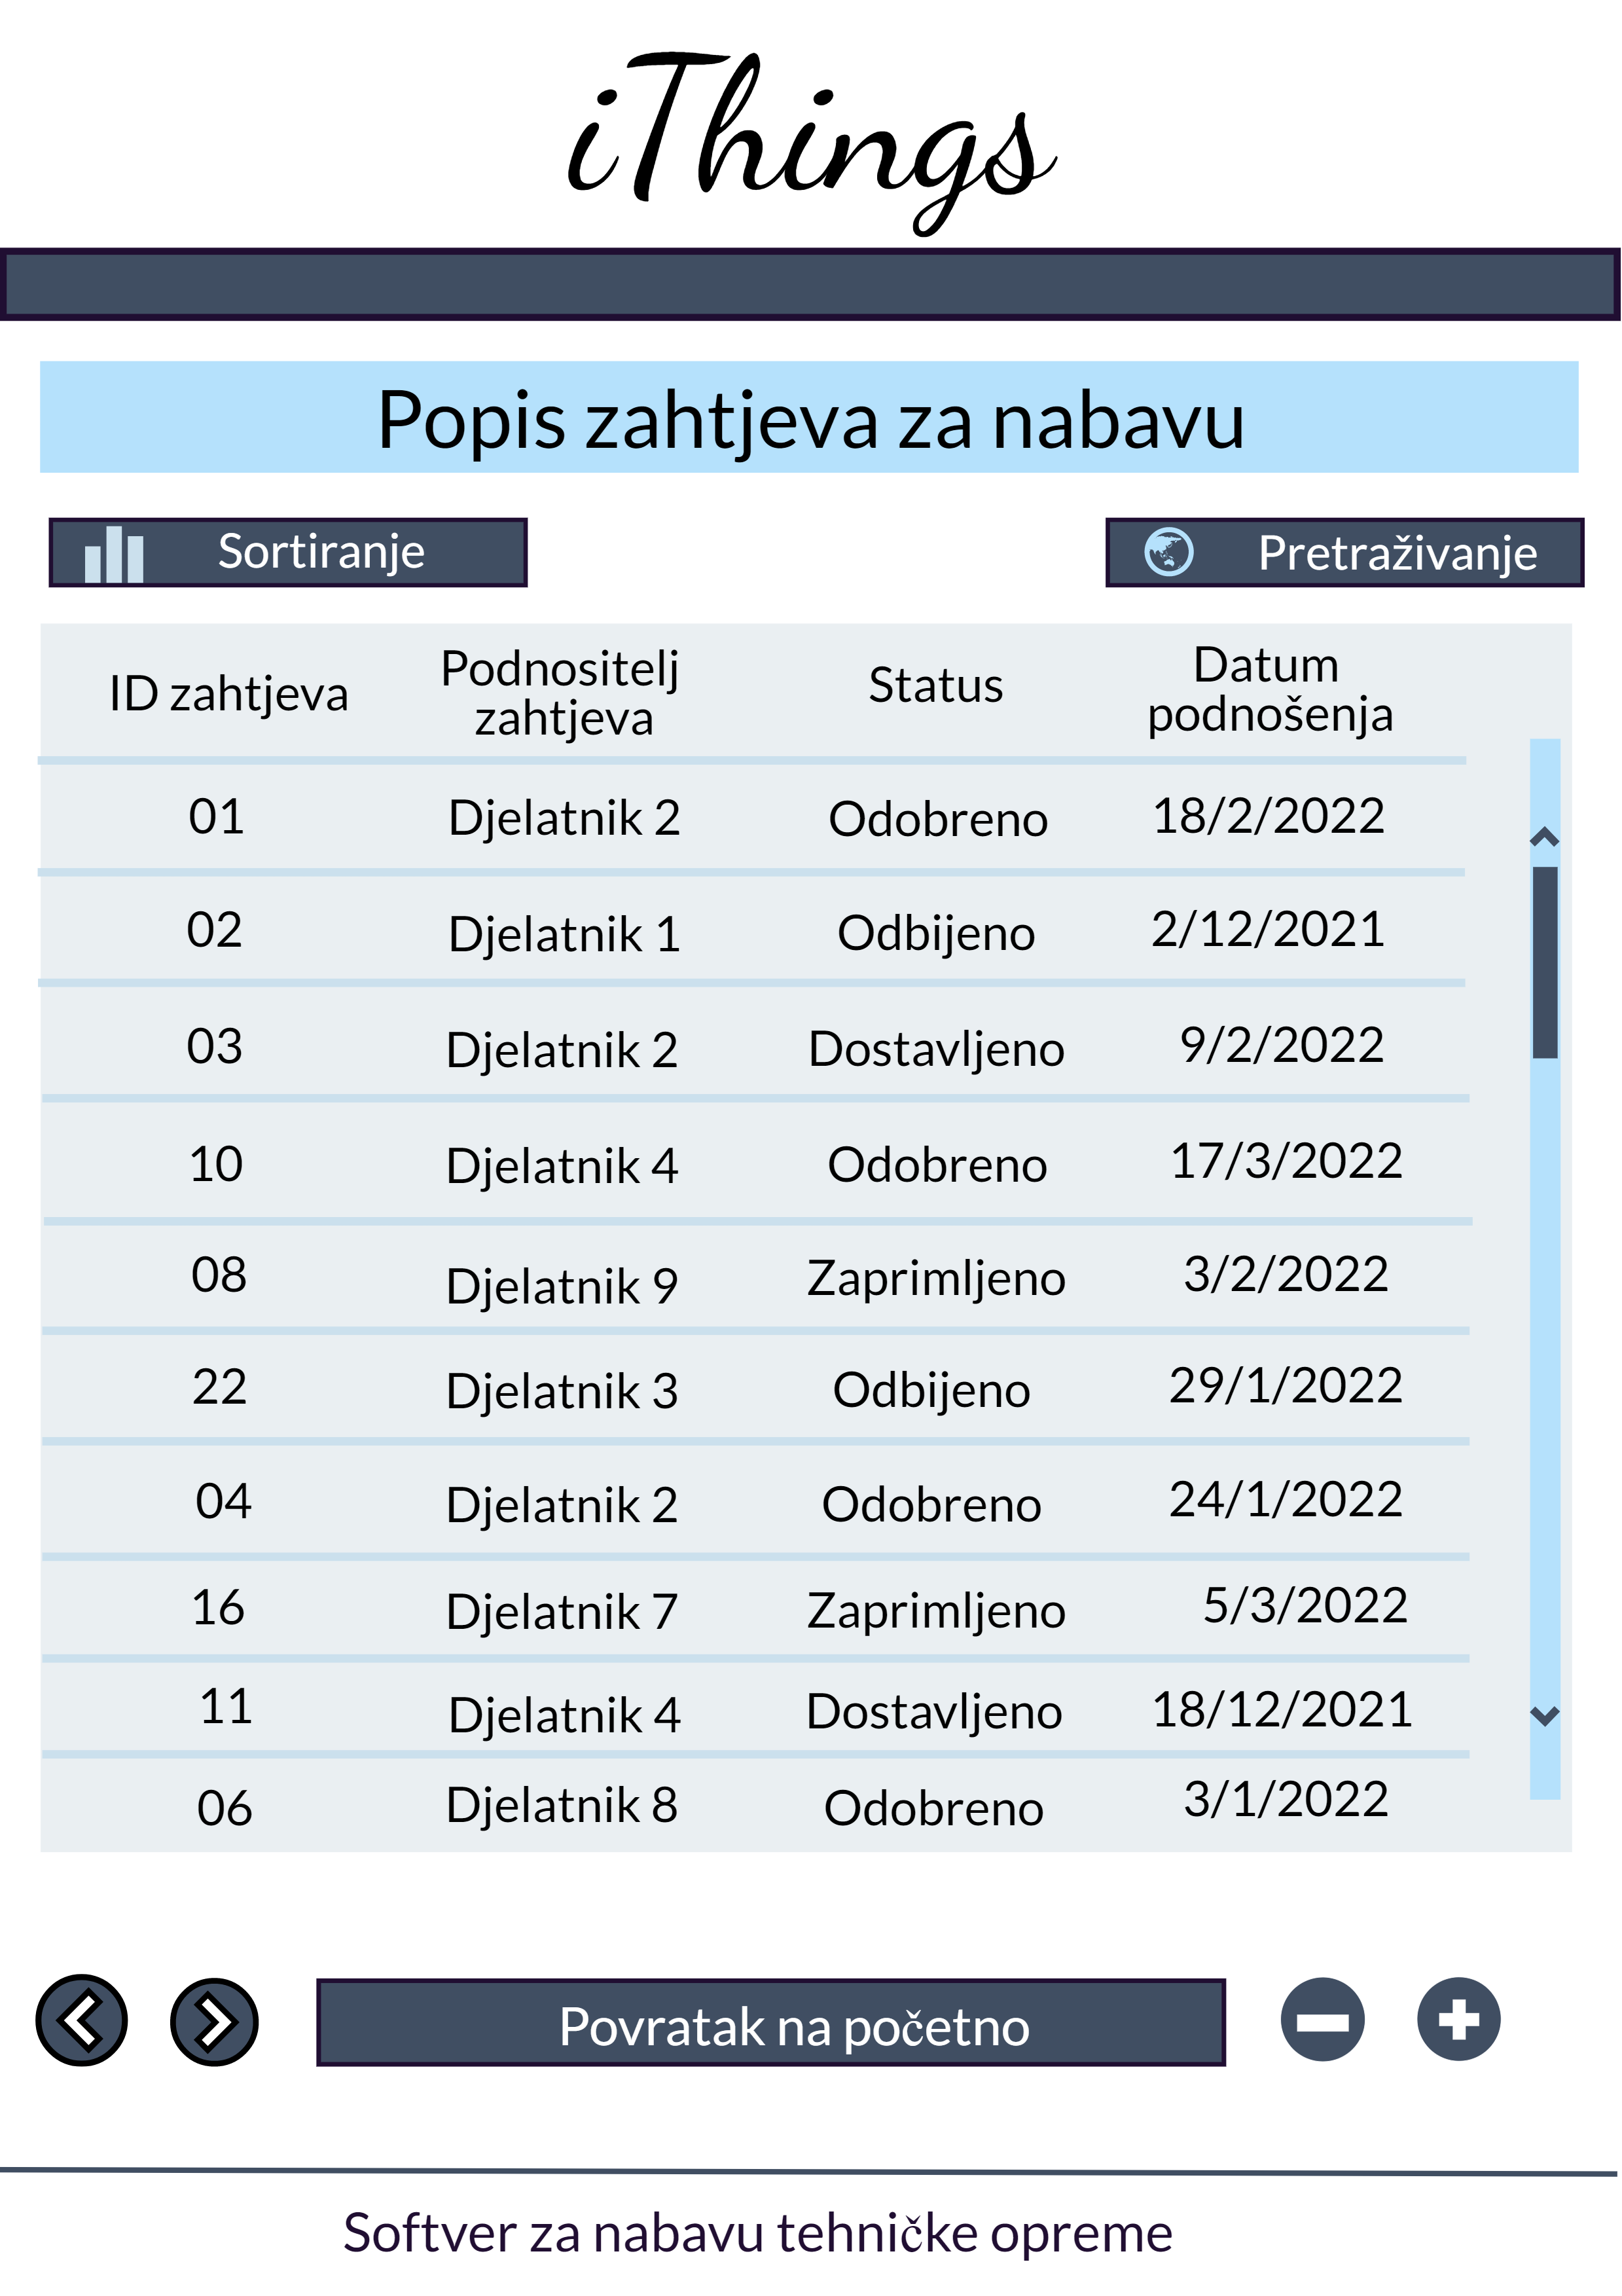 iThings
Popis zahtjeva za nabavu
Sortiranje
Pretraživanje
ID zahtjeva Podnositelj zahtjeva Status Datum podnošenja
01 Djelatnik 2 Odobreno 18/2/2022
02 Djelatnik 1 Odbijeno 2/12/2021
03 Djelatnik 2 Dostavljeno 9/2/2022
10 Djelatnik 4 Odobreno 17/3/2022
08 Djelatnik 9 Zaprimljeno 3/2/2022
22 Djelatnik 3 Odbijeno 29/1/2022
04 Djelatnik 2 Odobreno 24/1/2022
16 Djelatnik 7 Zaprimljeno 5/3/2022
11 Djelatnik 4 Dostavljeno 18/12/2021
06 Djelatnik 8 Odobreno 3/1/2022
Povratak na početno
Softver za nabavu tehničke opreme